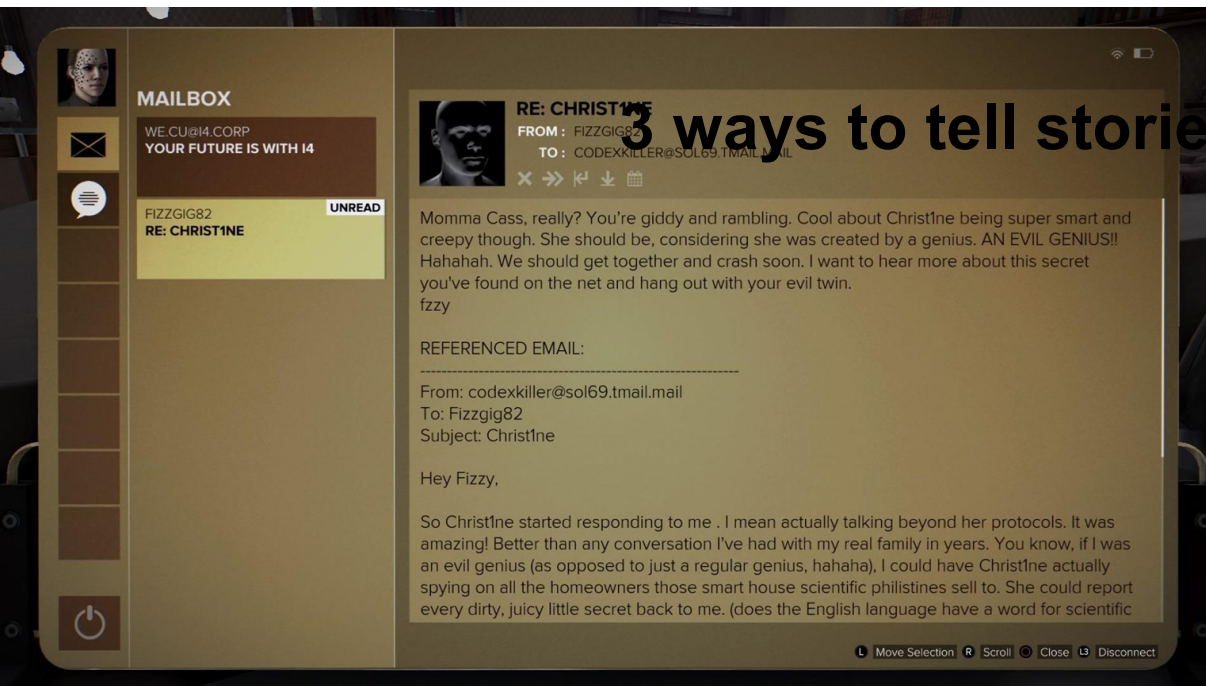 3 ways to tell storie
MAILBOX
WE.CU@I4.CORP
YOUR FUTURE IS WITH I4
FIZZGIG82
UNREAD
RE: CHRIST1NE
RE: CHRIST1NE
FROM : FIZZGIG82
TO : CODEXKILLER@SOL69.TMAIL.MAIL
Momma Cass, really? You're giddy and rambling. Cool about Christ1ne being super smart and
creepy though. She should be, considering she was created by a genius. AN EVIL GENIUS!!
Hahahah. We should get together and crash soon. I want to hear more about this secret
you've found on the net and hang out with your evil twin.
fzzy
REFERENCED EMAIL:
-----------------------------------------------------------
From: codexkiller@sol69.tmail.mail
To: Fizzgig82
Subject: Christ1ne
Hey Fizzy,
So Christ1ne started responding to me . I mean actually talking beyond her protocols. It was
amazing! Better than any conversation I've had with my real family in years. You know, if I was
an evil genius (as opposed to just a regular genius, hahaha), I could have Christ1ne actually
spying on all the homeowners those smart house scientific philistines sell to. She could report
every dirty, juicy little secret back to me. (does the English language have a word for scientific
L Move Selection R Scroll Close L3 Disconnect